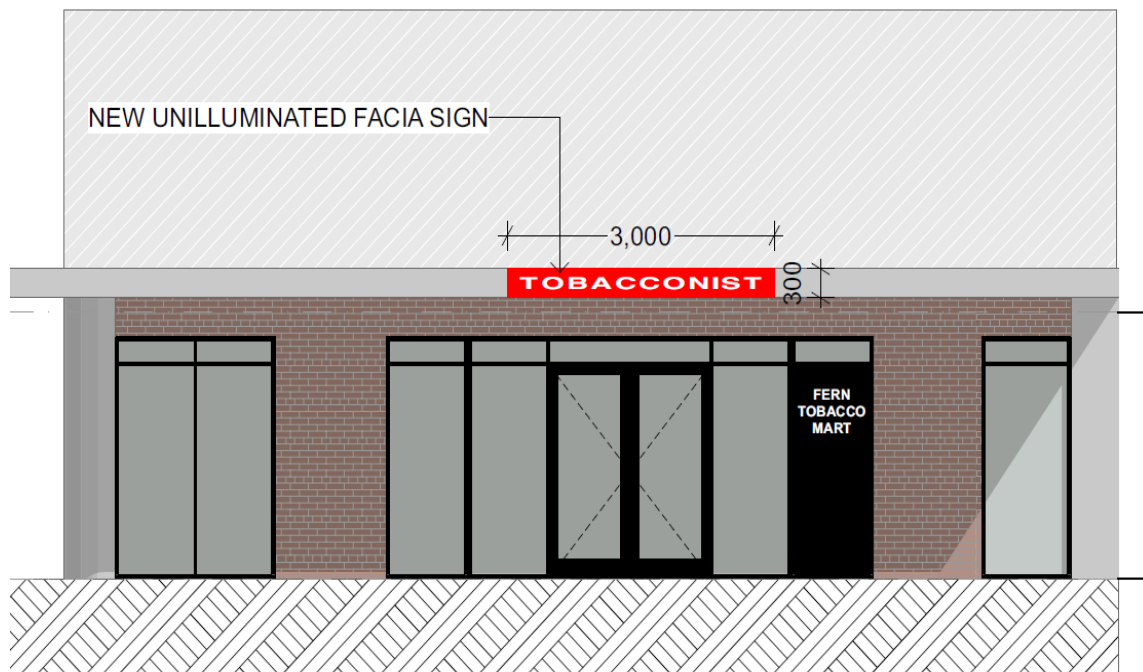 NEW UNILLUMINATED FACIA SIGN
3,000
TOBACCONIST
300
FERN
TOBACCO
MART